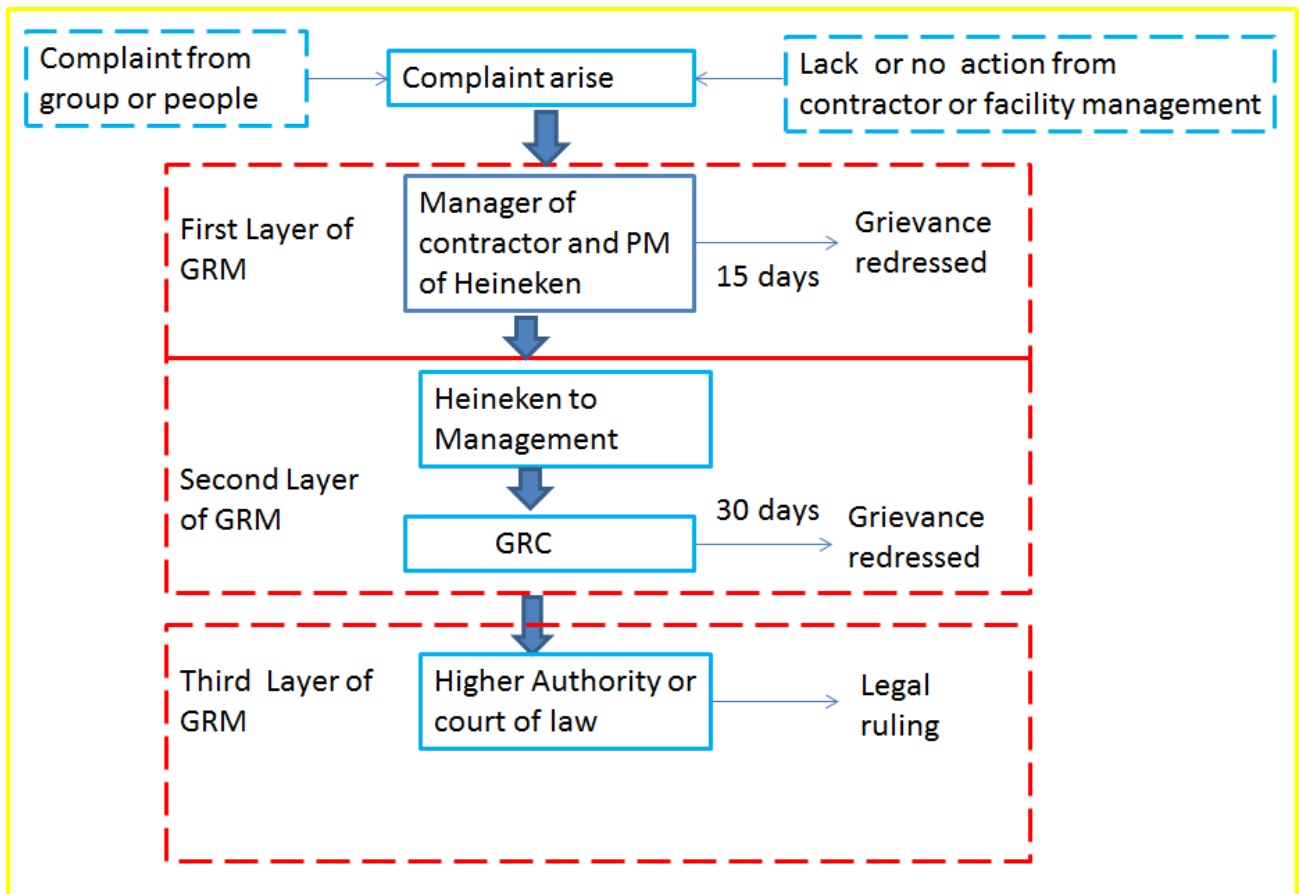 Complaint from
group or people
Complaint arise
Lack or no action from
contractor or facility management
First Layer of
GRM
Manager of
contractor and PM
of Heineken
15 days
Grievance
redressed
Second Layer
of GRM
Heineken to
Management
GRC
30 days
Grievance
redressed
Third Layer of
GRM
Higher Authority or
court of law
Legal
ruling